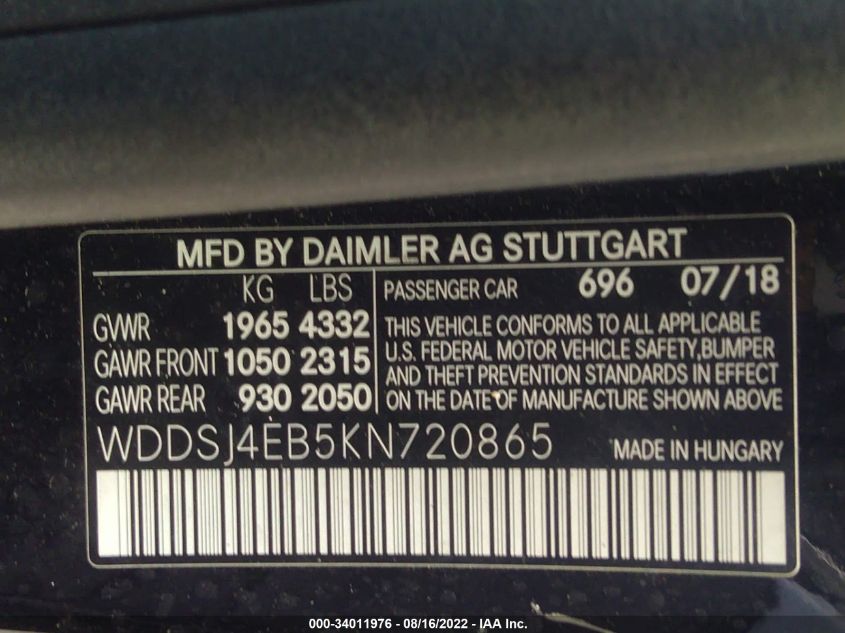 MFD BY DAIMLER AG STUTTGART
KG LBS
GVWR 1965 4332
GAWR FRONT 1050 2315
GAWR REAR 930 2050
PASSENGER CAR 696 07/18
THIS VEHICLE CONFORMS TO ALL APPLICABLE
U.S. FEDERAL MOTOR VEHICLE SAFETY,BUMPER
AND THEFT PREVENTION STANDARDS IN EFFECT
ON THE DATE OF MANUFACTURE SHOWN ABOVE
WDDSJ4EB5KN720865 MADE IN HUNGARY
000-34011976 - 08/16/2022 - IAA Inc.